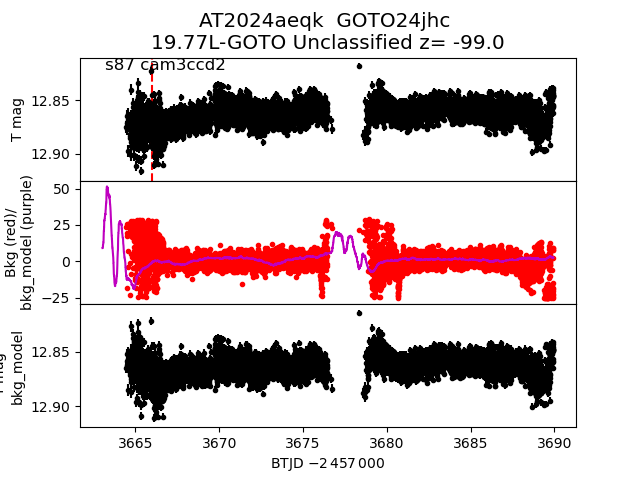 AT2024aeqk  GOTO24jhc
19.77L-GOTO Unclassified z= -99.0
s87 cam3ccd2
T mag
12.85
12.90
Bkg (red)/
bkg_model (purple)
50
25
0
−25
mag
bkg_model
12.85
12.90
3665 3670 3675 3680 3685 3690
BTJD −2 457 000